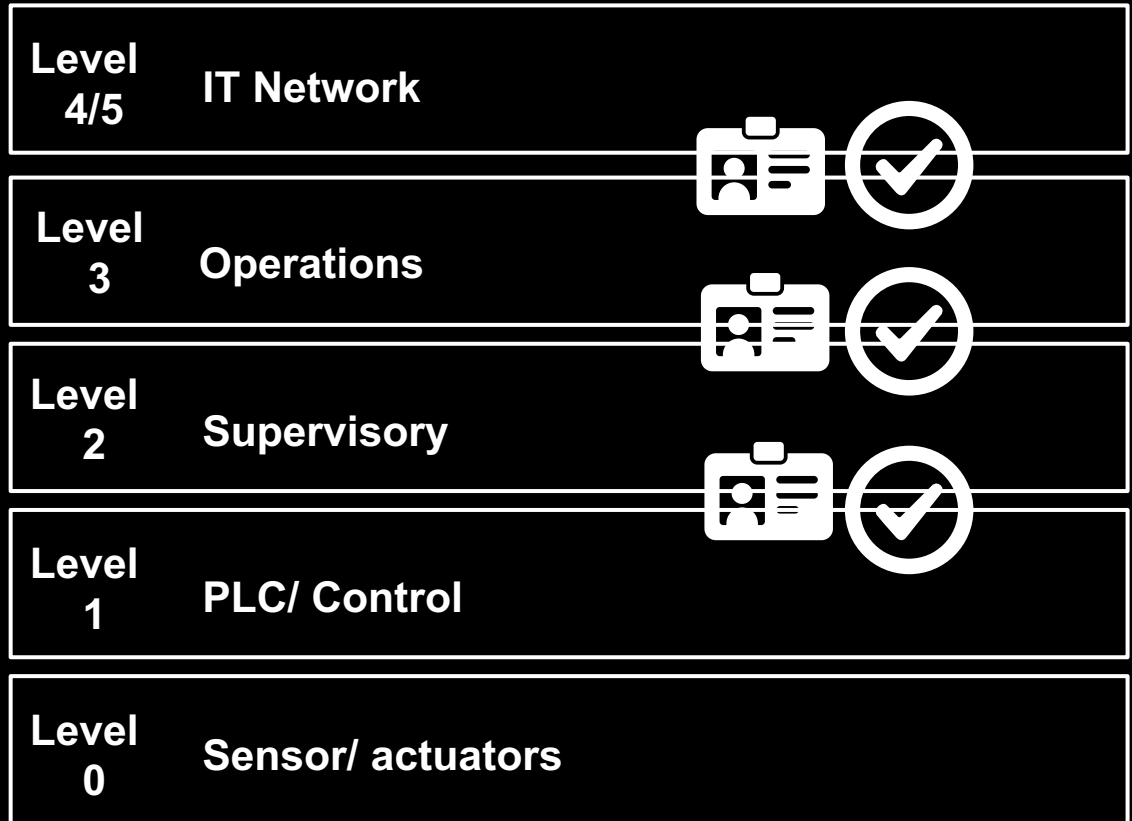 Level
4/5
IT Network
Level
3
Operations
Level
2
Supervisory
Level
1
PLC/ Control
Level
0
Sensor/ actuators